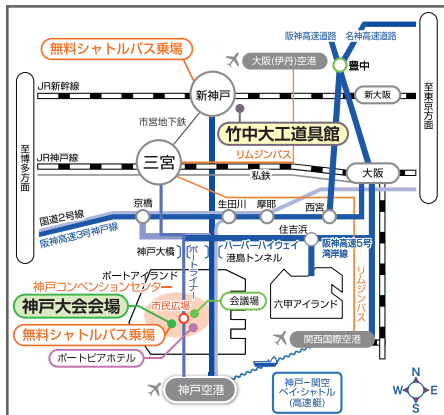 阪神高速道路
名神高速道路
無料シャトルバス乗場
大阪(伊丹)空港
豊中
JR新幹線
新神戸
新大阪
至東京方面
市営地下鉄
竹中大工道具館
リムジンバス
至博多方面
JR神戸線
三宮
私鉄
大阪
京橋
生田川
摩耶
西宮
国道2号線
阪神高速3号神戸線
住吉浜
神戸大橋
ポートライナー
ハーバーハイウェイ
港島トンネル
阪神高速5号
湾岸線
ポートアイランド
神戸コンベンションセンター
市民広場
会議場
六甲アイランド
リムジンバス
神戸大会会場
無料シャトルバス乗場
ポートピアホテル
関西国際空港
神戸空港
神戸ー関空
ベイ・シャトル
(高速艇)
N
W
E
S